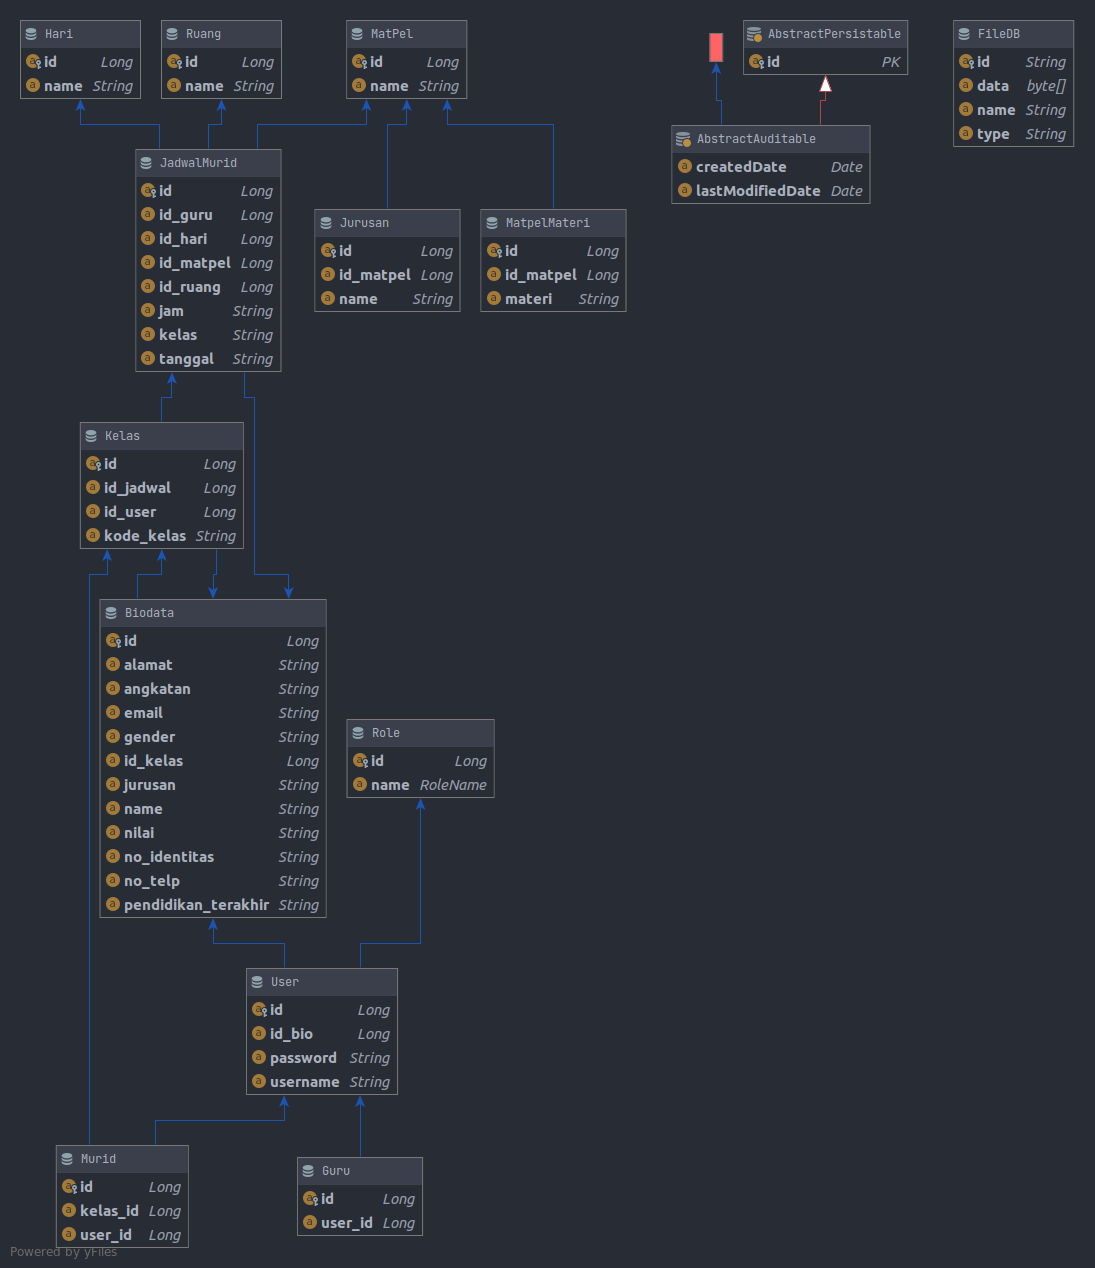 Hari
id Long
name String
Ruang
id Long
name String
MatPel
id Long
name String
AbstractPersistable
id PK
FileDB
id String
data byte[]
name String
type String
AbstractAuditable
createdDate Date
lastModifiedDate Date
JadwalMurid
id Long
id_guru Long
id_hari Long
id_matpel Long
id_ruang Long
jam String
kelas String
tanggal String
Jurusan
id Long
id_matpel Long
name String
MatpelMateri
id Long
id_matpel Long
materi String
Kelas
id Long
id_jadwal Long
id_user Long
kode_kelas String
Biodata
id Long
alamat String
angkatan String
email String
gender String
id_kelas Long
jurusan String
name String
nilai String
no_identitas String
no_telp String
pendidikan_terakhir String
Role
id Long
name RoleName
User
id Long
id_bio Long
password String
username String
Murid
id Long
kelas_id Long
user_id Long
Guru
id Long
user_id Long
Powered by yFiles